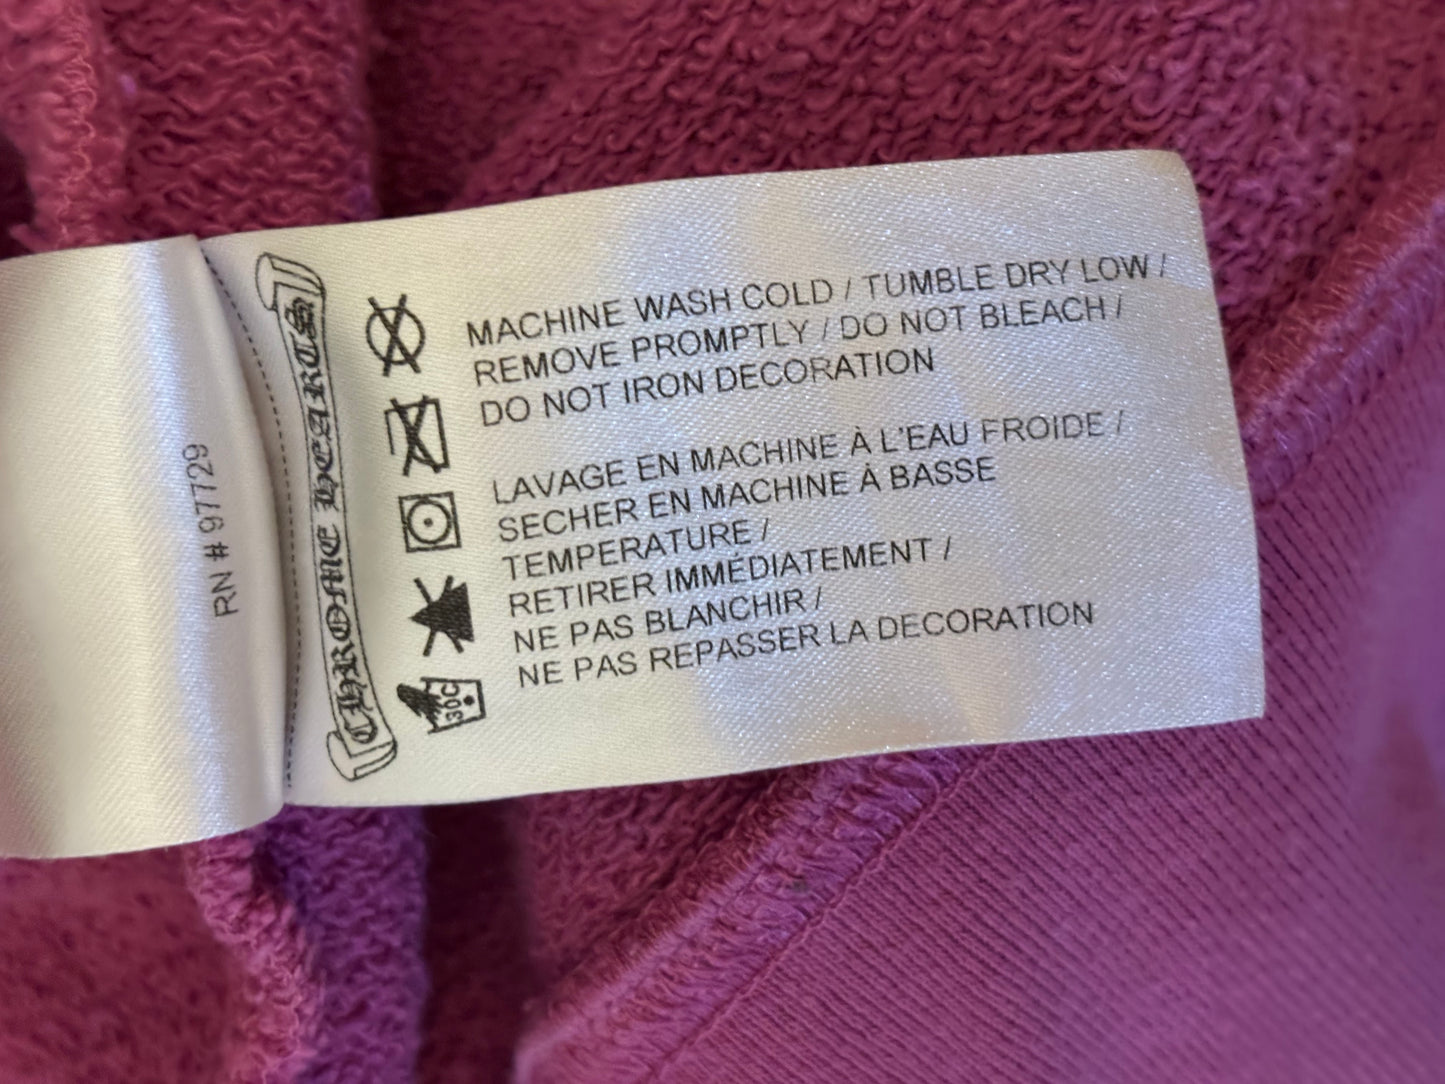 RN # 97729
CHROME HEARTS
MACHINE WASH COLD / TUMBLE DRY LOW /
REMOVE PROMPTLY / DO NOT BLEACH /
DO NOT IRON DECORATION
LAVAGE EN MACHINE À L'EAU FROIDE /
SECHER EN MACHINE À BASSE
TEMPERATURE /
RETIRER IMMÉDIATEMENT /
NE PAS BLANCHIR /
NE PAS REPASSER LA DECORATION
30C